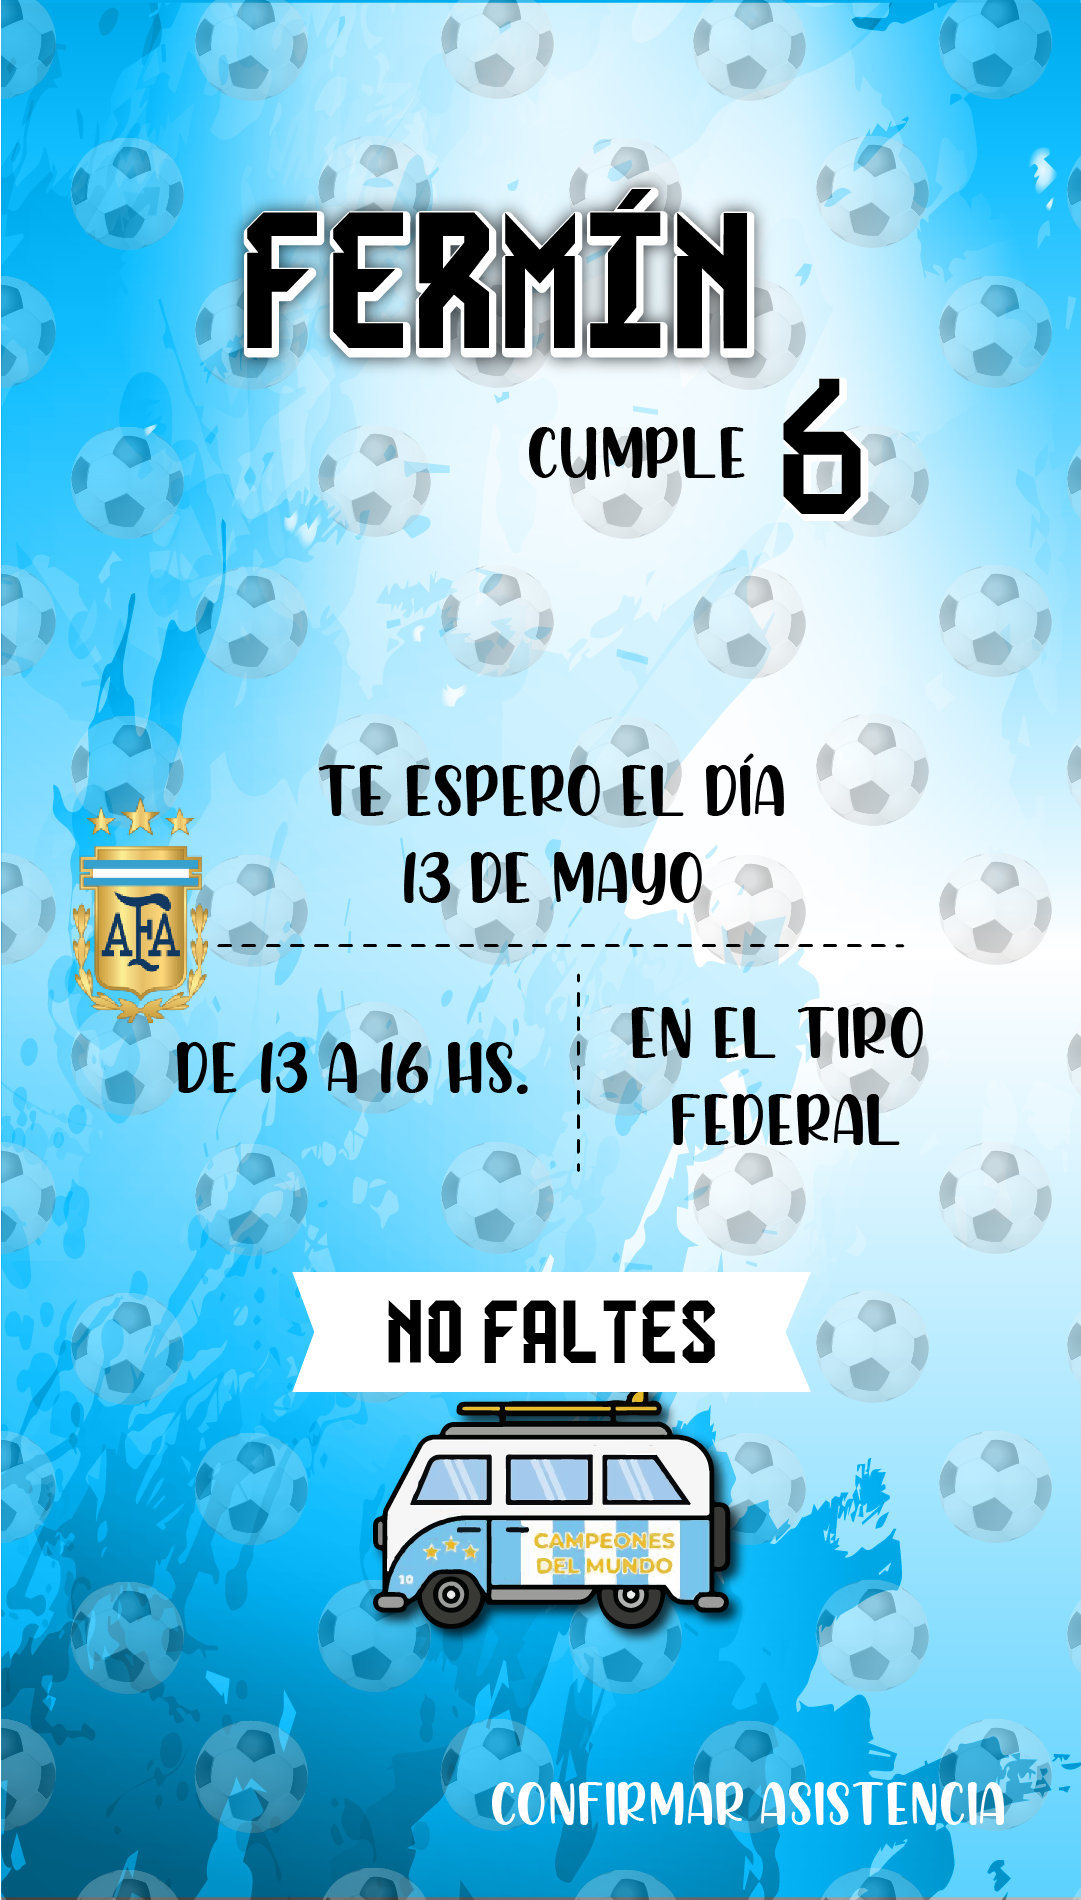 FERMÍN
CUMPLE 6
TE ESPERO EL DÍA
13 DE MAYO
AFA
DE 13 A 16 HS.
EN EL TIRO
FEDERAL
NO FALTES
CAMPEONES
DEL MUNDO
10
CONFIRMAR ASISTENCIA